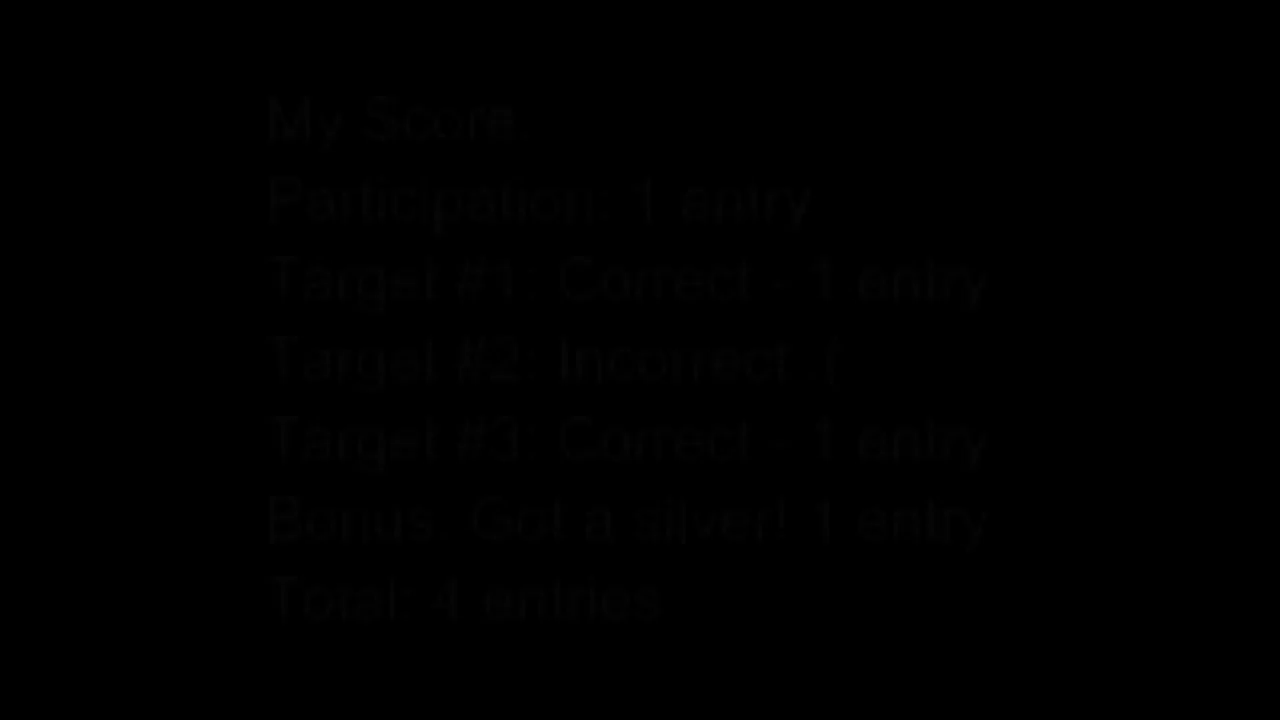 My Score:
Participation: 1 entry
Target #1: Correct - 1 entry
Target #2: Incorrect :(
Target #3: Correct - 1 entry
Bonus: Got a silver! 1 entry
Total: 4 entries